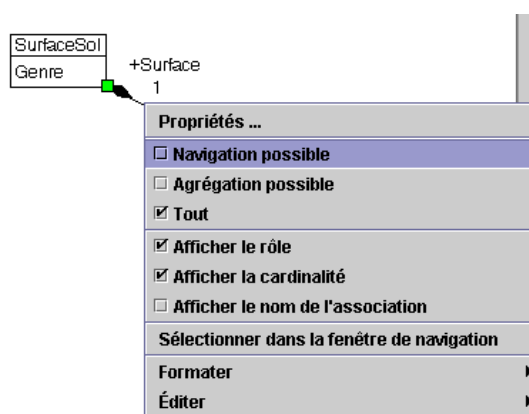 SurfaceSol
Genre
+Surface
1
Propriétés ...
Navigation possible
Agrégation possible
Tout
Afficher le rôle
Afficher la cardinalité
Afficher le nom de l'association
Sélectionner dans la fenêtre de navigation
Formater
Éditer